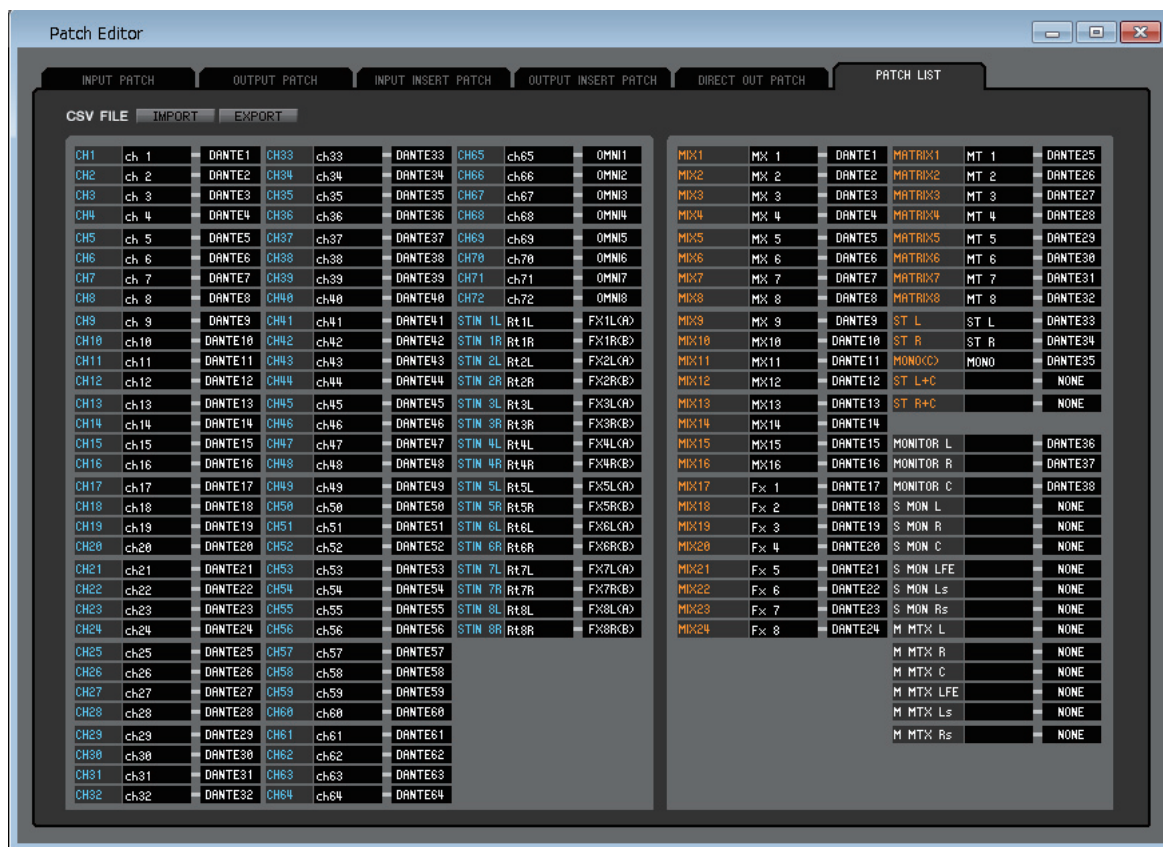 Patch Editor
INPUT PATCH OUTPUT PATCH INPUT INSERT PATCH OUTPUT INSERT PATCH DIRECT OUT PATCH PATCH LIST
CSV FILE IMPORT EXPORT
CH1 ch 1 DANTE1 CH33 ch33 DANTE33 CH65 ch65 OMNI1 MIX1 MX 1 DANTE1 MATRIX1 MT 1 DANTE25
CH2 ch 2 DANTE2 CH34 ch34 DANTE34 CH66 ch66 OMNI2 MIX2 MX 2 DANTE2 MATRIX2 MT 2 DANTE26
CH3 ch 3 DANTE3 CH35 ch35 DANTE35 CH67 ch67 OMNI3 MIX3 MX 3 DANTE3 MATRIX3 MT 3 DANTE27
CH4 ch 4 DANTE4 CH36 ch36 DANTE36 CH68 ch68 OMNI4 MIX4 MX 4 DANTE4 MATRIX4 MT 4 DANTE28
CH5 ch 5 DANTE5 CH37 ch37 DANTE37 CH69 ch69 OMNI5 MIX5 MX 5 DANTE5 MATRIX5 MT 5 DANTE29
CH6 ch 6 DANTE6 CH38 ch38 DANTE38 CH70 ch70 OMNI6 MIX6 MX 6 DANTE6 MATRIX6 MT 6 DANTE30
CH7 ch 7 DANTE7 CH39 ch39 DANTE39 CH71 ch71 OMNI7 MIX7 MX 7 DANTE7 MATRIX7 MT 7 DANTE31
CH8 ch 8 DANTE8 CH40 ch40 DANTE40 CH72 ch72 OMNI8 MIX8 MX 8 DANTE8 MATRIX8 MT 8 DANTE32
CH9 ch 9 DANTE9 CH41 ch41 DANTE41 STIN 1L Rt1L FX1L(A) MIX9 MX 9 DANTE9 ST L ST L DANTE33
CH10 ch10 DANTE10 CH42 ch42 DANTE42 STIN 1R Rt1R FX1R(B) MIX10 MX10 DANTE10 ST R ST R DANTE34
CH11 ch11 DANTE11 CH43 ch43 DANTE43 STIN 2L Rt2L FX2L(A) MIX11 MX11 DANTE11 MONO(C) MONO DANTE35
CH12 ch12 DANTE12 CH44 ch44 DANTE44 STIN 2R Rt2R FX2R(B) MIX12 MX12 DANTE12 ST L+C NONE
CH13 ch13 DANTE13 CH45 ch45 DANTE45 STIN 3L Rt3L FX3L(A) MIX13 MX13 DANTE13 ST R+C NONE
CH14 ch14 DANTE14 CH46 ch46 DANTE46 STIN 3R Rt3R FX3R(B) MIX14 MX14 DANTE14
CH15 ch15 DANTE15 CH47 ch47 DANTE47 STIN 4L Rt4L FX4L(A) MIX15 MX15 DANTE15 MONITOR L DANTE36
CH16 ch16 DANTE16 CH48 ch48 DANTE48 STIN 4R Rt4R FX4R(B) MIX16 MX16 DANTE16 MONITOR R DANTE37
CH17 ch17 DANTE17 CH49 ch49 DANTE49 STIN 5L Rt5L FX5L(A) MIX17 Fx 1 DANTE17 MONITOR C DANTE38
CH18 ch18 DANTE18 CH50 ch50 DANTE50 STIN 5R Rt5R FX5R(B) MIX18 Fx 2 DANTE18 S MON L NONE
CH19 ch19 DANTE19 CH51 ch51 DANTE51 STIN 6L Rt6L FX6L(A) MIX19 Fx 3 DANTE19 S MON R NONE
CH20 ch20 DANTE20 CH52 ch52 DANTE52 STIN 6R Rt6R FX6R(B) MIX20 Fx 4 DANTE20 S MON C NONE
CH21 ch21 DANTE21 CH53 ch53 DANTE53 STIN 7L Rt7L FX7L(A) MIX21 Fx 5 DANTE21 S MON LFE NONE
CH22 ch22 DANTE22 CH54 ch54 DANTE54 STIN 7R Rt7R FX7R(B) MIX22 Fx 6 DANTE22 S MON Ls NONE
CH23 ch23 DANTE23 CH55 ch55 DANTE55 STIN 8L Rt8L FX8L(A) MIX23 Fx 7 DANTE23 S MON Rs NONE
CH24 ch24 DANTE24 CH56 ch56 DANTE56 STIN 8R Rt8R FX8R(B) MIX24 Fx 8 DANTE24 M MTX L NONE
CH25 ch25 DANTE25 CH57 ch57 DANTE57 M MTX R NONE
CH26 ch26 DANTE26 CH58 ch58 DANTE58 M MTX C NONE
CH27 ch27 DANTE27 CH59 ch59 DANTE59 M MTX LFE NONE
CH28 ch28 DANTE28 CH60 ch60 DANTE60 M MTX Ls NONE
CH29 ch29 DANTE29 CH61 ch61 DANTE61 M MTX Rs NONE
CH30 ch30 DANTE30 CH62 ch62 DANTE62
CH31 ch31 DANTE31 CH63 ch63 DANTE63
CH32 ch32 DANTE32 CH64 ch64 DANTE64